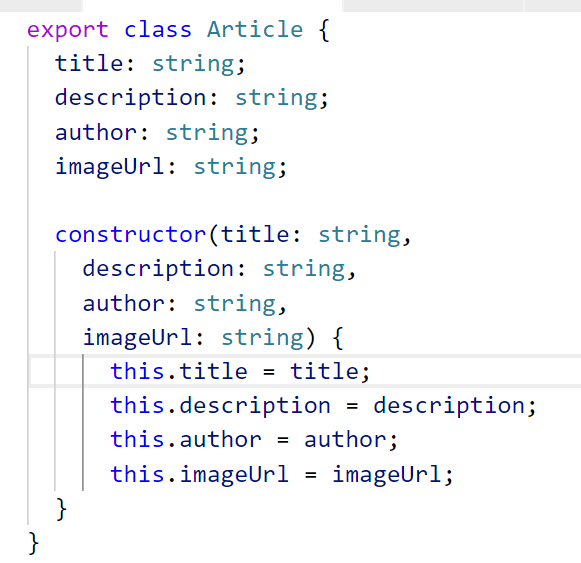 export class Article {
  title: string;
  description: string;
  author: string;
  imageUrl: string;

  constructor(title: string,
    description: string,
    author: string,
    imageUrl: string) {
      this.title = title;
      this.description = description;
      this.author = author;
      this.imageUrl = imageUrl;
  }
}